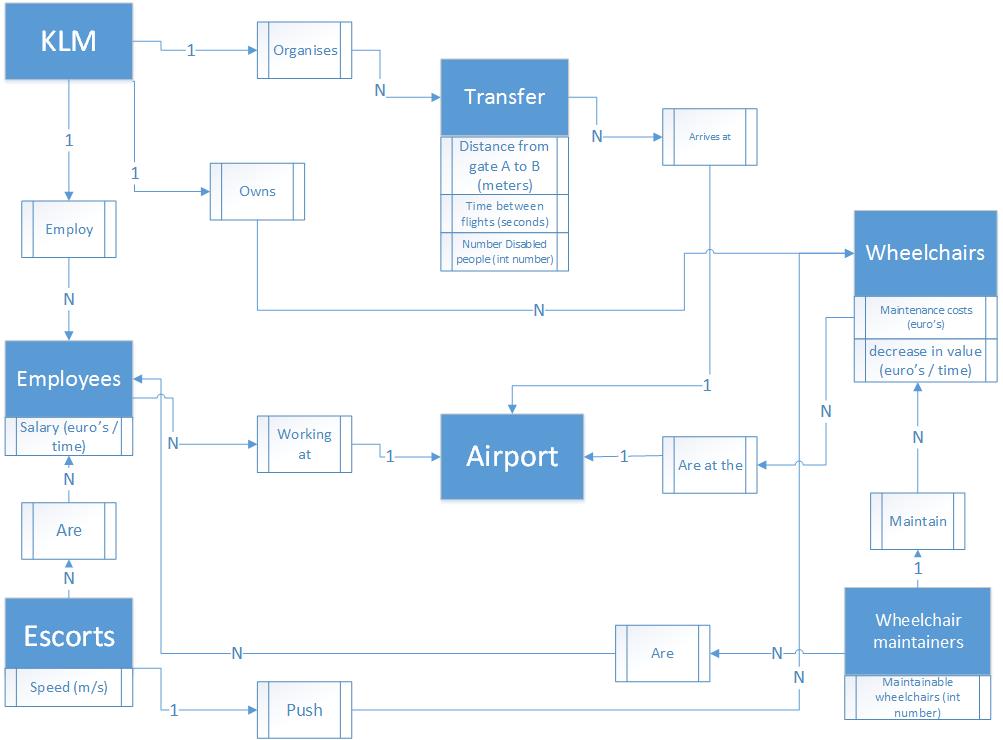 KLM
1
Organises
N
Transfer
Distance from
gate A to B
(meters)
Time between
flights (seconds)
Number Disabled
people (int number)
N
Arrives at
1
1
Employ
N
1
Owns
N
Wheelchairs
Maintenance costs
(euro's)
decrease in value
(euro's / time)
Employees
Salary (euro's /
time)
N
Working
at
1
Airport
1
Are at the
N
N
Maintain
1
N
Are
N
Escorts
Speed (m/s)
1
Push
N
N
Are
N
Wheelchair
maintainers
Maintainable
wheelchairs (int
number)